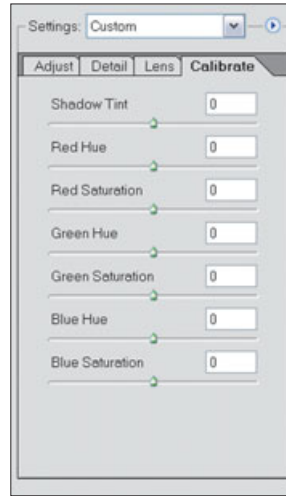 Settings: Custom
Adjust Detail Lens Calibrate
Shadow Tint 0
Red Hue 0
Red Saturation 0
Green Hue 0
Green Saturation 0
Blue Hue 0
Blue Saturation 0